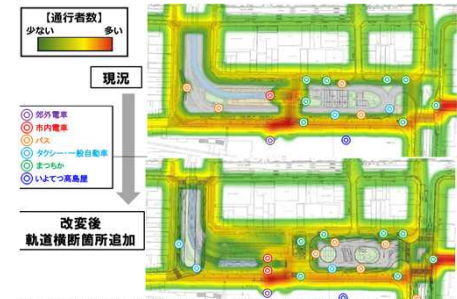 【通行者数】
少ない 多い
現況
郊外電車
市内電車
バス
タクシー・一般自動車
まつちか
いよてつ高島屋
改変後
軌道横断箇所追加